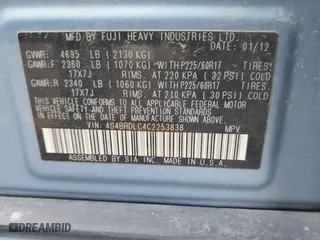 MFD BY FUJI HEAVY INDUSTRIES LTD.
GVWR: 4695 LB (2130 KG) DATE 01/12
GAWR:F 2360 LB (1070 KG) -WITH P225/60R17 TIRES
17X7J RIMS, AT 220 KPA (32 PSI) COLD
GAWR:R 2340 LB (1060 KG) -WITH P225/60R17 TIRES
17X7J RIMS, AT 210 KPA (30 PSI) COLD
THIS VEHICLE CONFORMS TO ALL APPLICABLE
FEDERAL MOTOR VEHICLE SAFETY, BUMPER, AND
THEFT PREVENTION STANDARDS IN EFFECT ON
THE DATE OF MANUFACTURE SHOWN ABOVE.
VIN: 4S4BRDLC4C2253838 MPV
ASSEMBLED BY SIA INC. MADE IN U.S.A.